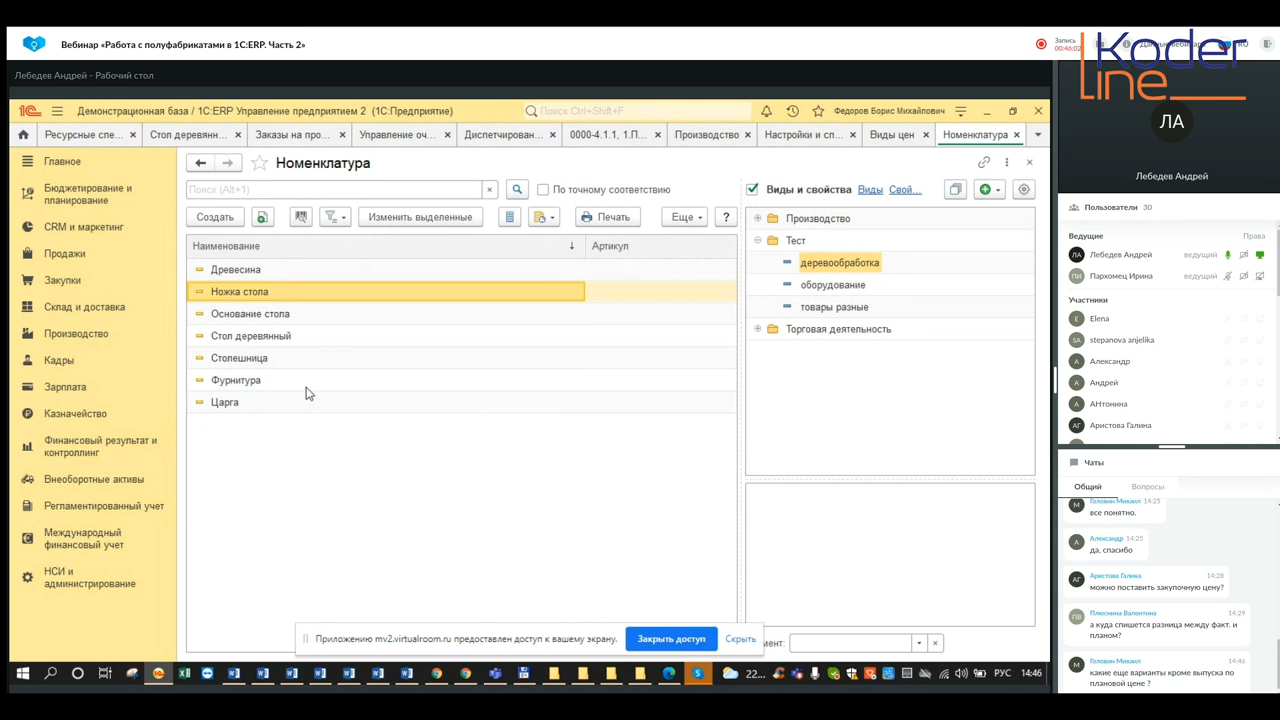 Вебинар «Работа с полуфабрикатами в 1С:ERP. Часть 2»
Запись
00:46:02
RU
Koder
line
Лебедев Андрей - Рабочий стол
Демонстрационная база / 1С:ERP Управление предприятием 2 (1С:Предприятие)
Поиск Ctrl+Shift+F
Федоров Борис Михайлович
Ресурсные спе...
Стол деревянн...
Заказы на про...
Управление оч...
Диспетчирован...
0000-4.1.1, 1.П...
Производство
Настройки и сп...
Виды цен
Номенклатура
Главное
Бюджетирование и
планирование
CRM и маркетинг
Продажи
Закупки
Склад и доставка
Производство
Кадры
Зарплата
Казначейство
Финансовый результат и
контроллинг
Внеоборотные активы
Регламентированный учет
Международный
финансовый учет
НСИ и
администрирование
Номенклатура
Поиск (Alt+1)
По точному соответствию
Создать
Изменить выделенные
Печать
Еще
?
Наименование
Артикул
Древесина
Ножка стола
Основание стола
Стол деревянный
Столешница
Фурнитура
Царга
Виды и свойства
Виды
Свой...
Производство
Тест
деревообработка
оборудование
товары разные
Торговая деятельность
мент:
Приложению mv2.virtualroom.ru предоставлен доступ к вашему экрану.
Закрыть доступ
Скрыть
22...
РУС
14:46
ЛА
Лебедев Андрей
Пользователи 30
Ведущие
Права
ЛА
Лебедев Андрей
ведущий
ПИ
Пархомец Ирина
ведущий
Участники
E
Elena
SA
stepanova anjelika
А
Александр
А
Андрей
А
АНтонина
АГ
Аристова Галина
Чаты
Общий
Вопросы
М
Головин Михаил 14:25
все понятно.
А
Александр 14:25
да, спасибо
АГ
Аристова Галина 14:28
можно поставить закупочную цену?
ПВ
Плюснина Валентина 14:29
а куда спишется разница между факт. и
планом?
М
Головин Михаил 14:46
какие еще варианты кроме выпуска по
плановой цене ?